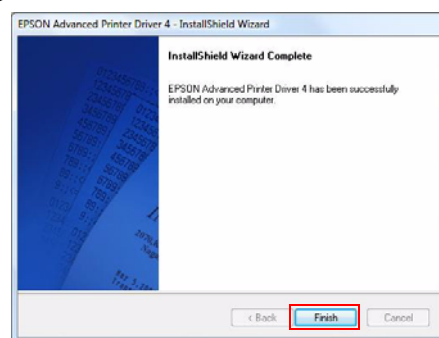 EPSON Advanced Printer Driver 4 - InstallShield Wizard
InstallShield Wizard Complete
EPSON Advanced Printer Driver 4 has been successfully
installed on your computer.
< Back
Finish
Cancel